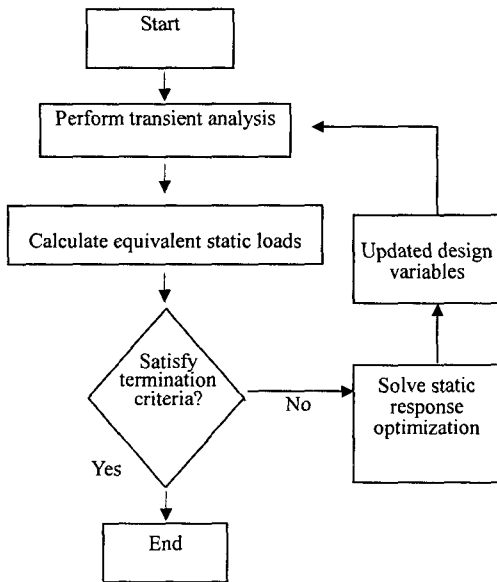 Start
Perform transient analysis
Calculate equivalent static loads
Updated design
variables
Satisfy
termination
criteria?
No
Solve static
response
optimization
Yes
End